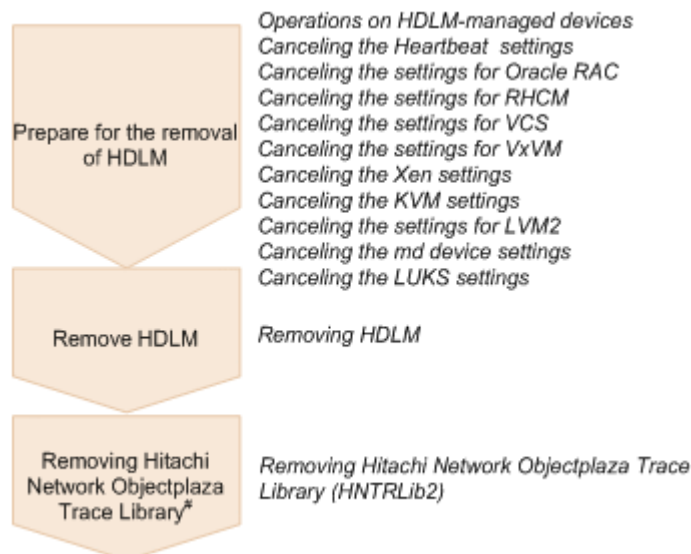 Operations on HDLM-managed devices
Canceling the Heartbeat settings
Canceling the settings for Oracle RAC
Canceling the settings for RHCM
Canceling the settings for VCS
Canceling the settings for VxVM
Canceling the Xen settings
Canceling the KVM settings
Canceling the settings for LVM2
Canceling the md device settings
Canceling the LUKS settings
Prepare for the removal
of HDLM
Remove HDLM
Removing HDLM
Removing Hitachi
Network Objectplaza
Trace Library#
Removing Hitachi Network Objectplaza Trace
Library (HNTRLib2)